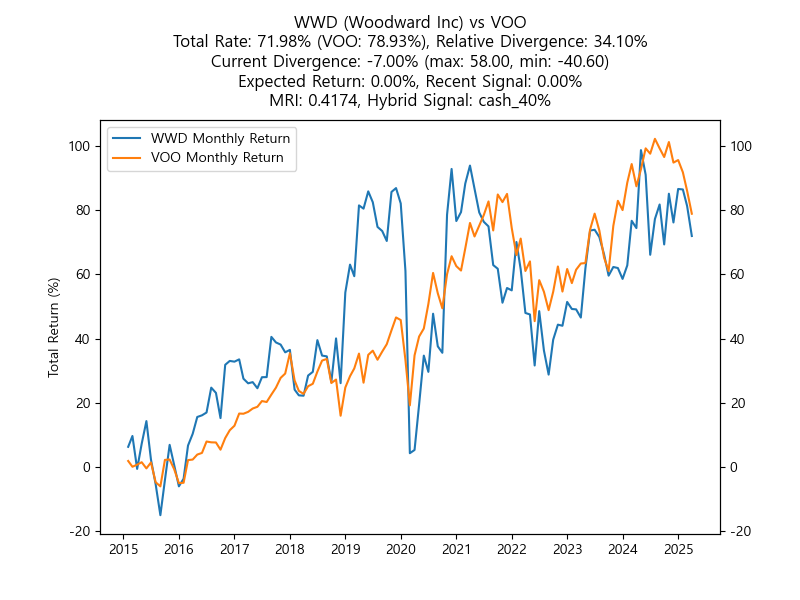 WWD (Woodward Inc) vs VOO
Total Rate: 71.98% (VOO: 78.93%), Relative Divergence: 34.10%
Current Divergence: -7.00% (max: 58.00, min: -40.60)
Expected Return: 0.00%, Recent Signal: 0.00%
MRI: 0.4174, Hybrid Signal: cash_40%
WWD Monthly Return
VOO Monthly Return
Total Return (%)
100
80
60
40
20
0
-20
100
80
60
40
20
0
-20
2015 2016 2017 2018 2019 2020 2021 2022 2023 2024 2025